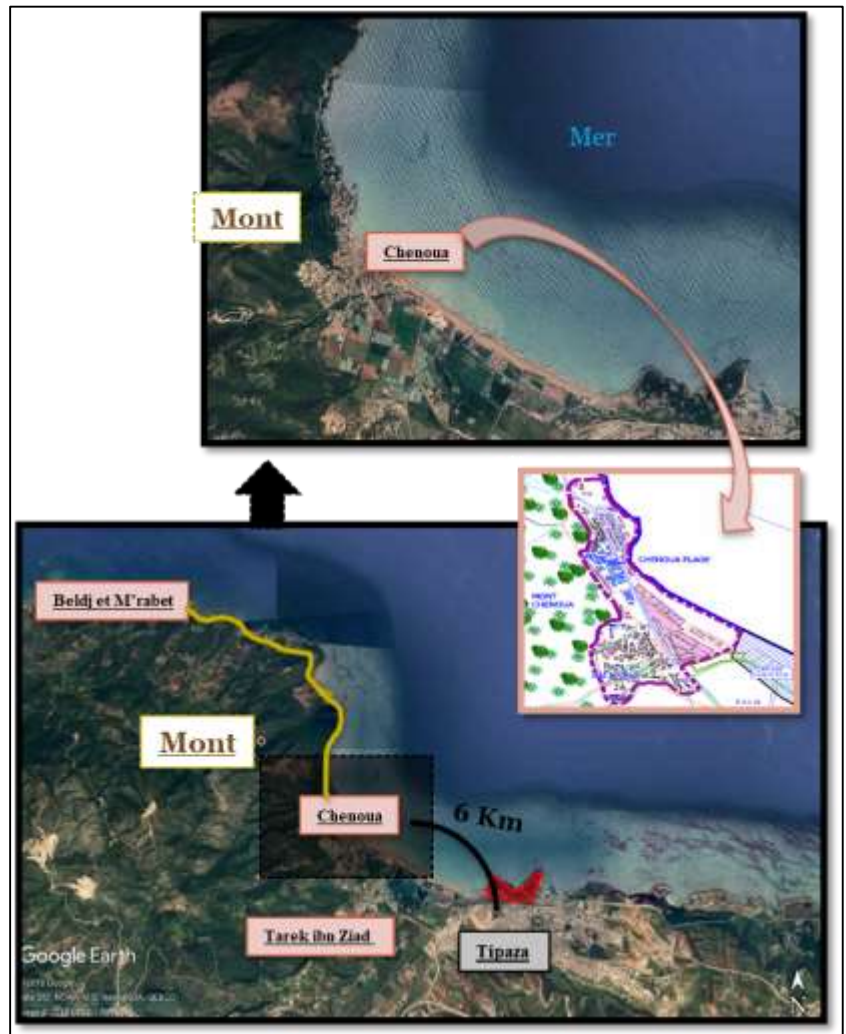 Mer
Mont
Chenoua
CHENOUA PLAGE
MONT
CHENOUA
Beldj et M'rabet
Mont
Chenoua
6 Km
Tarek ibn Ziad
Tipaza
Google Earth
N